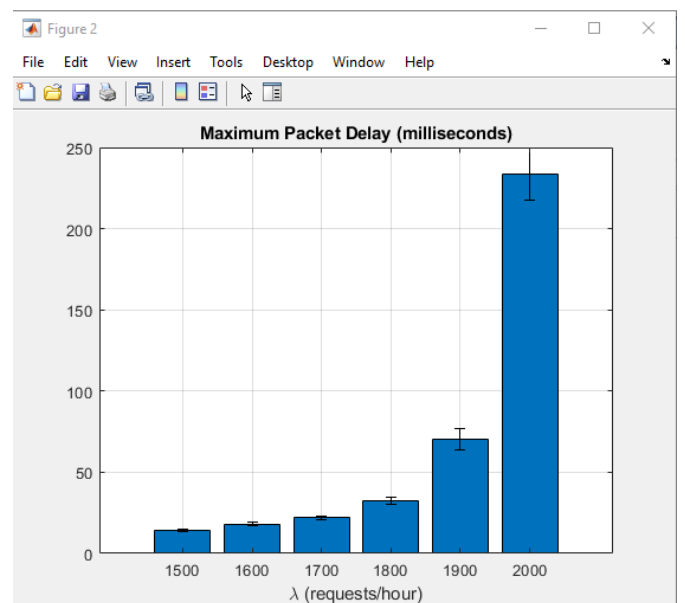 Figure 2
File Edit View Insert Tools Desktop Window Help
Maximum Packet Delay (milliseconds)
250
200
150
100
50
0
1500 1600 1700 1800 1900 2000
λ (requests/hour)